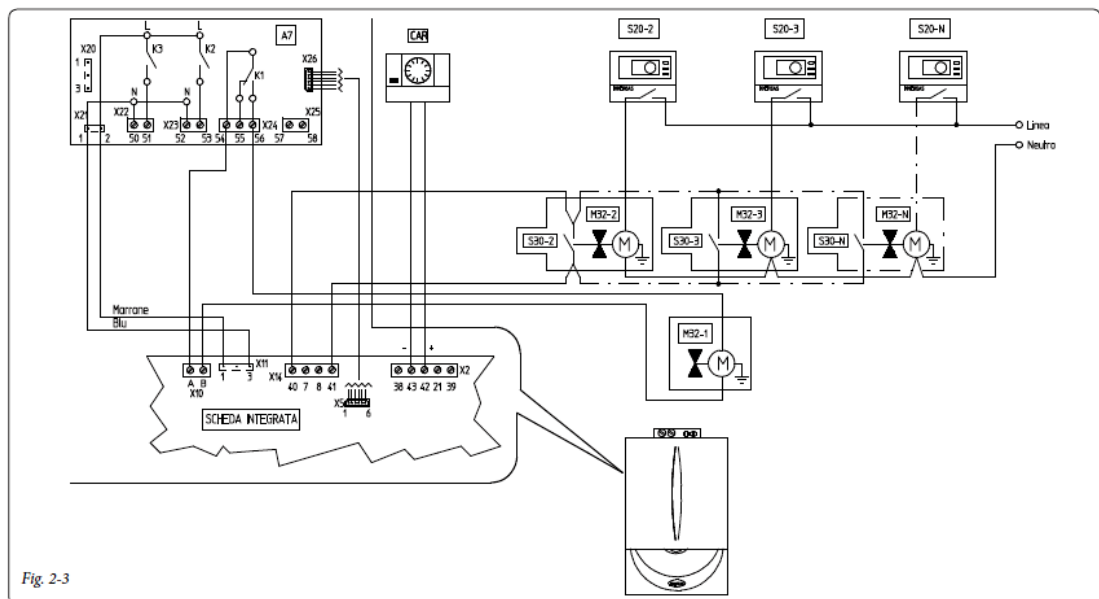 A7
L
L
X20
1
3
K3
K2
K1
X26
N
N
X21
1
2
X22
50
51
X23
52
53
54
55
56
X24
X25
57
58
CAR
S20-2
S20-3
S20-N
IMMERGAS
IMMERGAS
IMMERGAS
Linea
Neutro
M32-2
M32-3
M32-N
S30-2
S30-3
S30-N
M
M
M
M32-1
M
Marrone
Blu
A
B
X10
1
3
X11
X14
40
7
8
41
X5
1
6
-
+
38
43
42
21
39
X2
SCHEDA INTEGRATA
Fig. 2-3